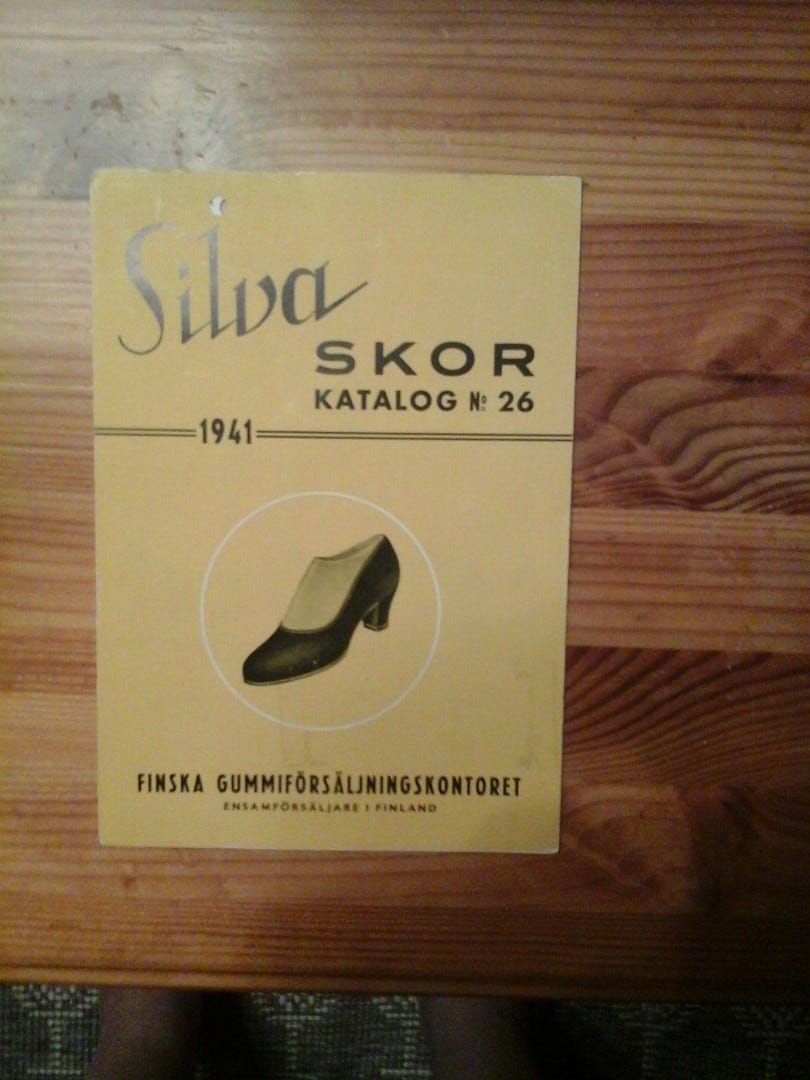 Silva
SKOR
KATALOG № 26
1941
FINSKA GUMMIFÖRSÄLJNINGSKONTORET
ENSAMFÖRSÄLJARE I FINLAND